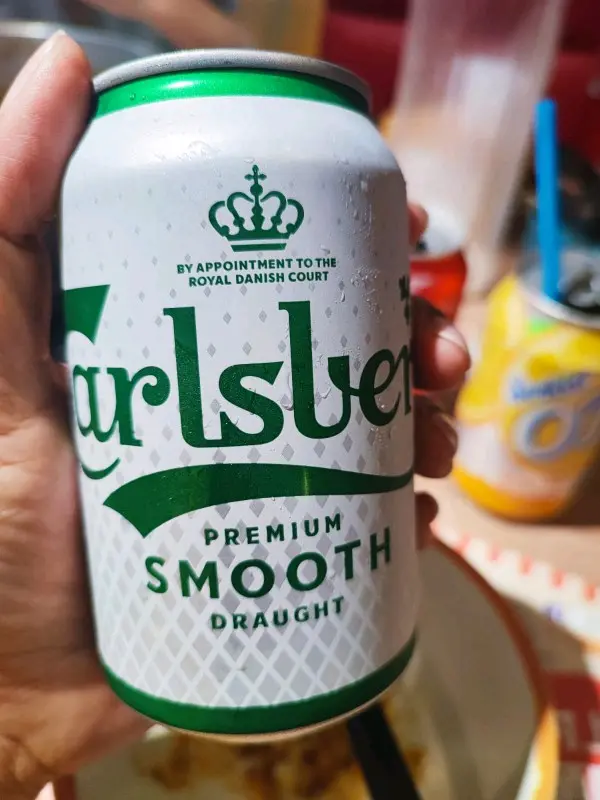 BY APPOINTMENT TO THE
ROYAL DANISH COURT
Carlsber
PREMIUM
SMOOTH
DRAUGHT